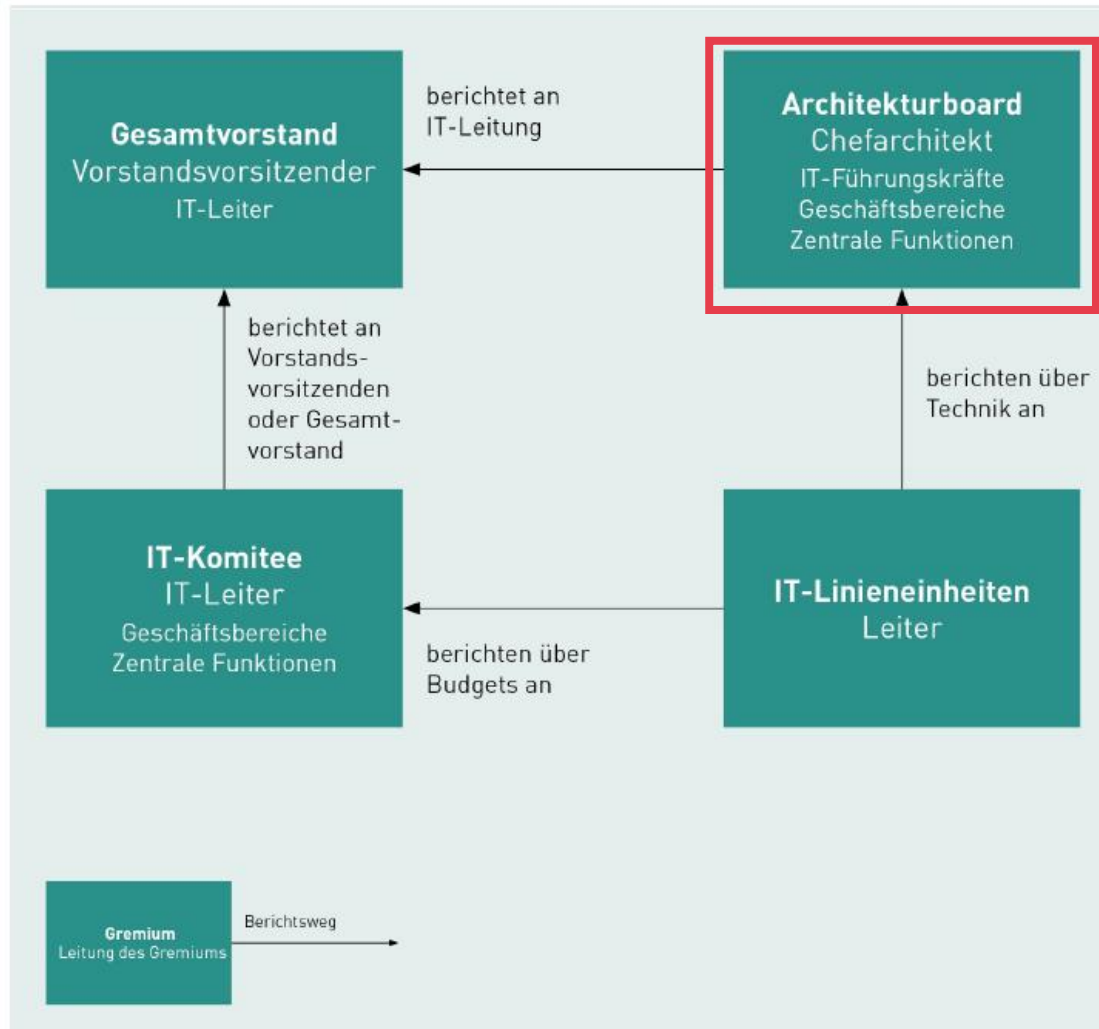 Gesamtvorstand
Vorstandsvorsitzender
IT-Leiter
berichtet an
IT-Leitung
Architekturboard
Chefarchitekt
IT-Führungskräfte
Geschäftsbereiche
Zentrale Funktionen
berichtet an
Vorstands-
vorsitzenden
oder Gesamt-
vorstand
berichten über
Technik an
IT-Komitee
IT-Leiter
Geschäftsbereiche
Zentrale Funktionen
berichten über
Budgets an
IT-Linieneinheiten
Leiter
Gremium
Leitung des Gremiums
Berichtsweg